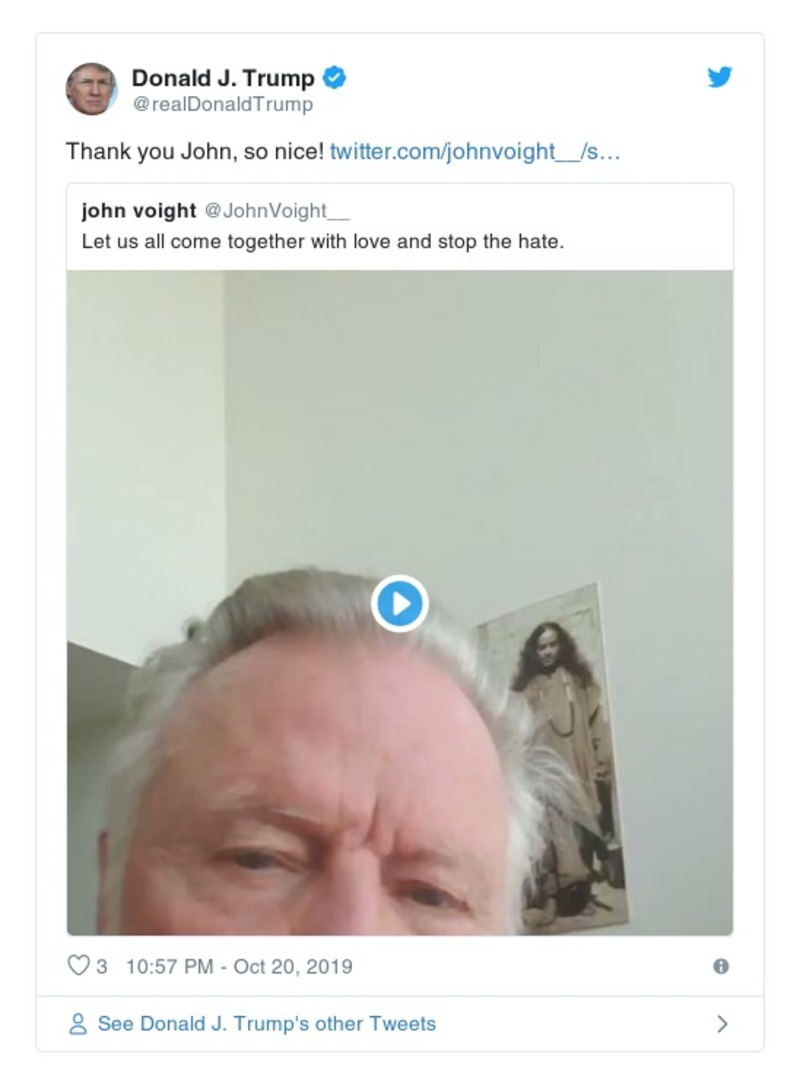 Donald J. Trump
@realDonaldTrump
Thank you John, so nice! twitter.com/johnvoight__/s…
john voight @JohnVoight__
Let us all come together with love and stop the hate.
3 10:57 PM - Oct 20, 2019
See Donald J. Trump's other Tweets